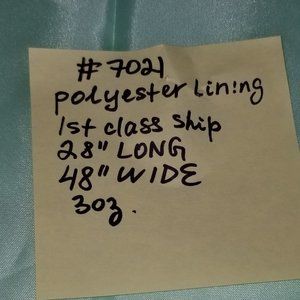 #7021
polyester lining
1st class ship
28" LONG
48" WIDE
3oz.